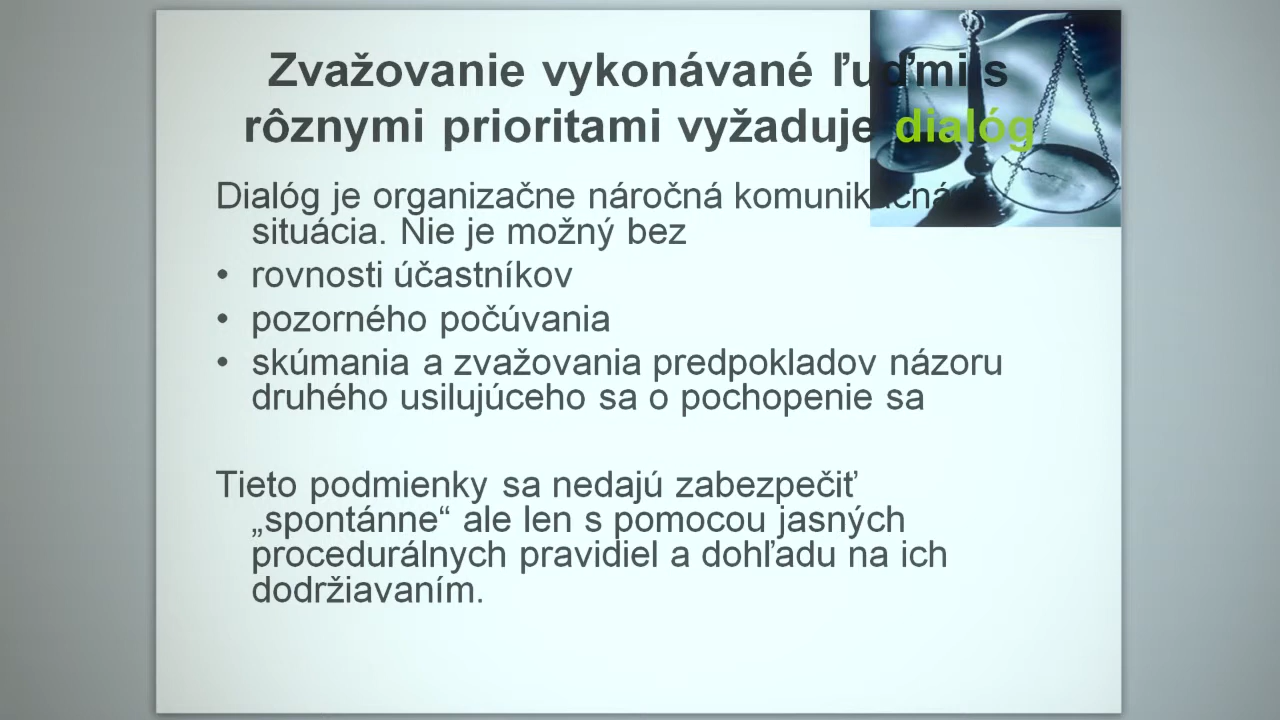 Zvažovanie vykonávané ľuďmi s
rôznymi prioritami vyžaduje dialóg
Dialóg je organizačne náročná komunikačná
situácia. Nie je možný bez
• rovnosti účastníkov
• pozorného počúvania
• skúmania a zvažovania predpokladov názoru
druhého usilujúceho sa o pochopenie sa
Tieto podmienky sa nedajú zabezpečiť
„spontánne“ ale len s pomocou jasných
procedurálnych pravidiel a dohľadu na ich
dodržiavaním.